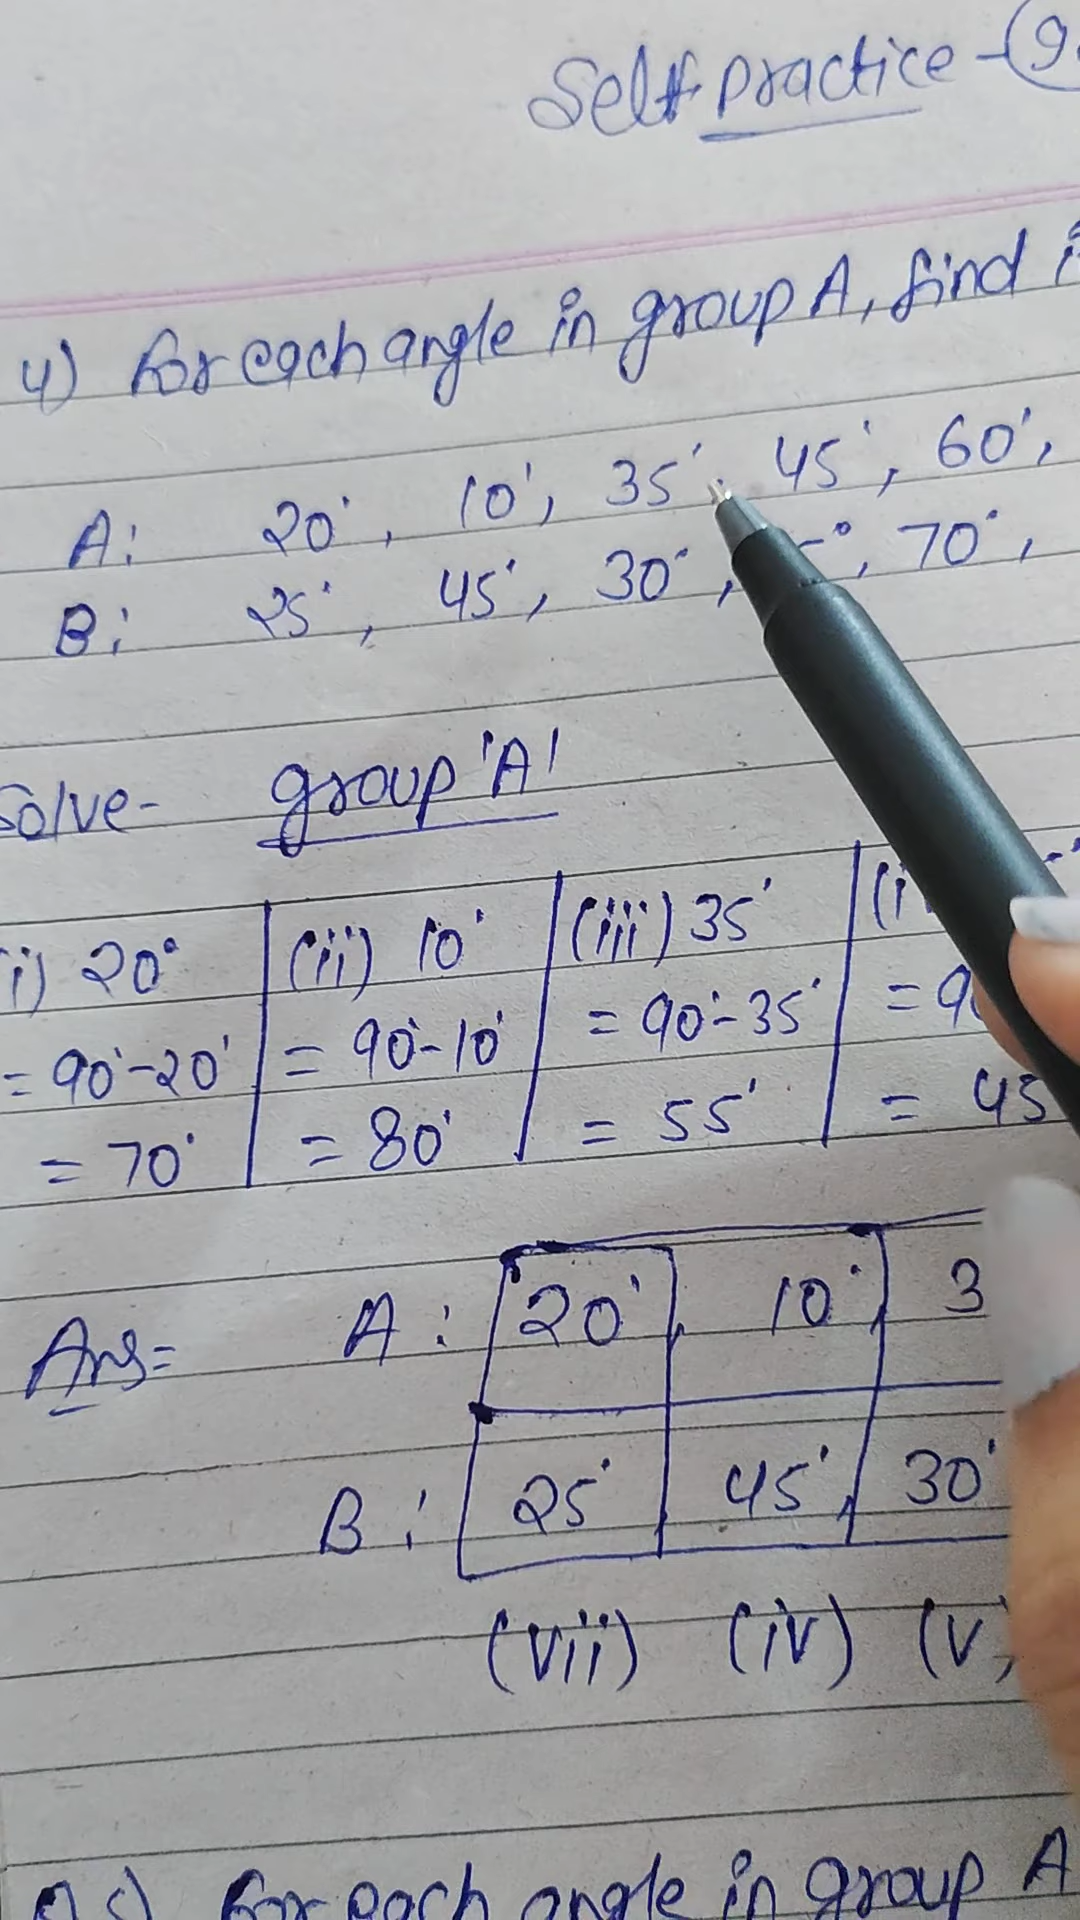 Self practice - (9.
4) For each angle in group A, find i
A: 20°, 10°, 35°, 45°, 60°,
B: 25°, 45°, 30°, 70°,
Solve- group 'A'
i) 20° (ii) 10° (iii) 35° (i
= 90°-20° = 90°-10° = 90°-35° = 9
= 70° = 80° = 55° = 45
Ans= A: 20°, 10°, 3
B: 25° 45°, 30°
(vii) (iv) (v
For each angle in group A